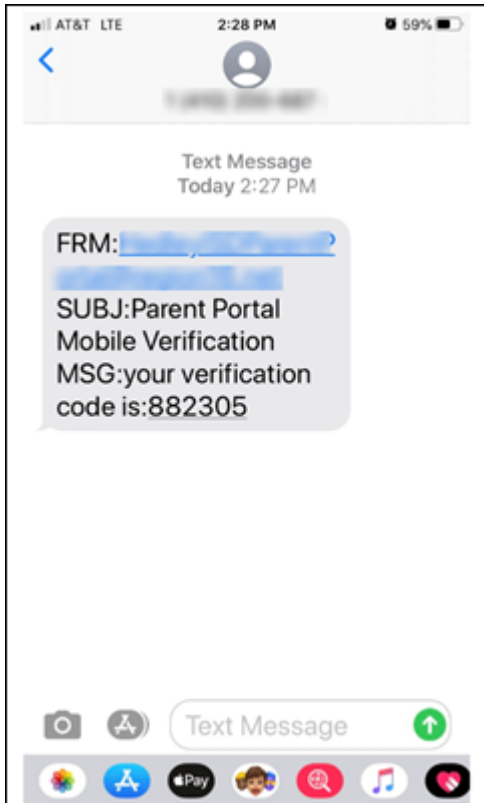 AT&T LTE
2:28 PM
59%
Text Message
Today 2:27 PM
FRM:
SUBJ:Parent Portal
Mobile Verification
MSG:your verification
code is:882305
Text Message
Pay